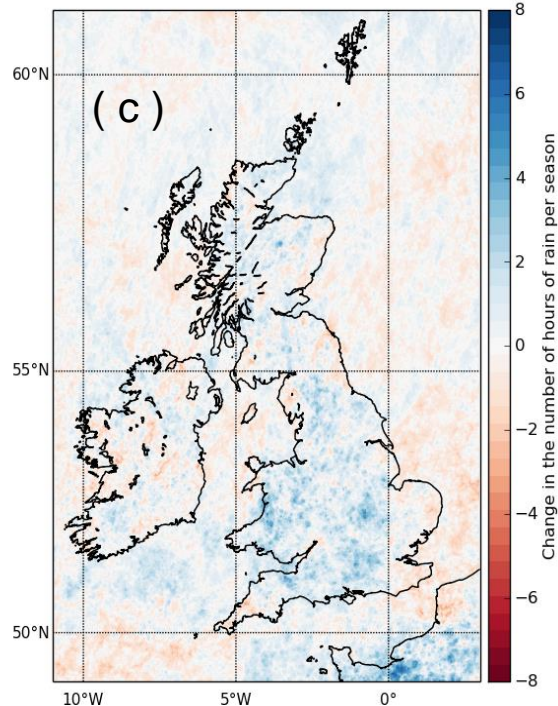 ( c )
60°N
55°N
50°N
10°W
5°W
0°
8
6
4
2
0
−2
−4
−6
−8
Change in the number of hours of rain per season